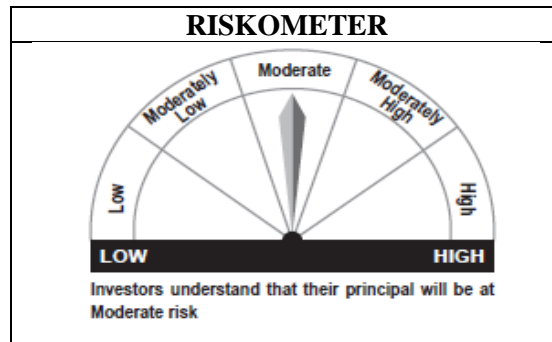 RISKOMETER
Moderate
Moderately
Low
Moderately
High
Low
High
LOW HIGH
Investors understand that their principal will be at
Moderate risk